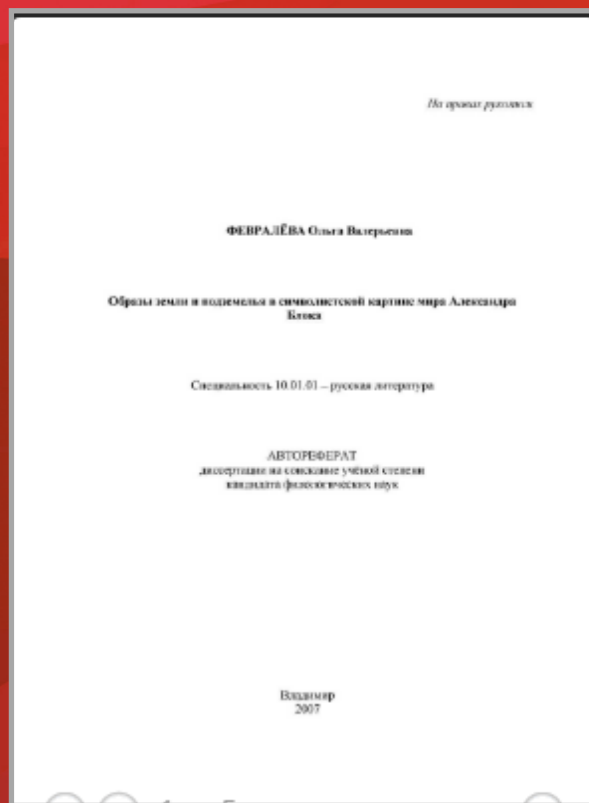 На правах рукописи
ФЕВРАЛЁВА Ольга Валерьевна
Образы земли и подземелья в символистской картине мира Александра
Блока
Специальность 10.01.01 – русская литература
АВТОРЕФЕРАТ
диссертации на соискание учёной степени
кандидата филологических наук
Владимир
2007